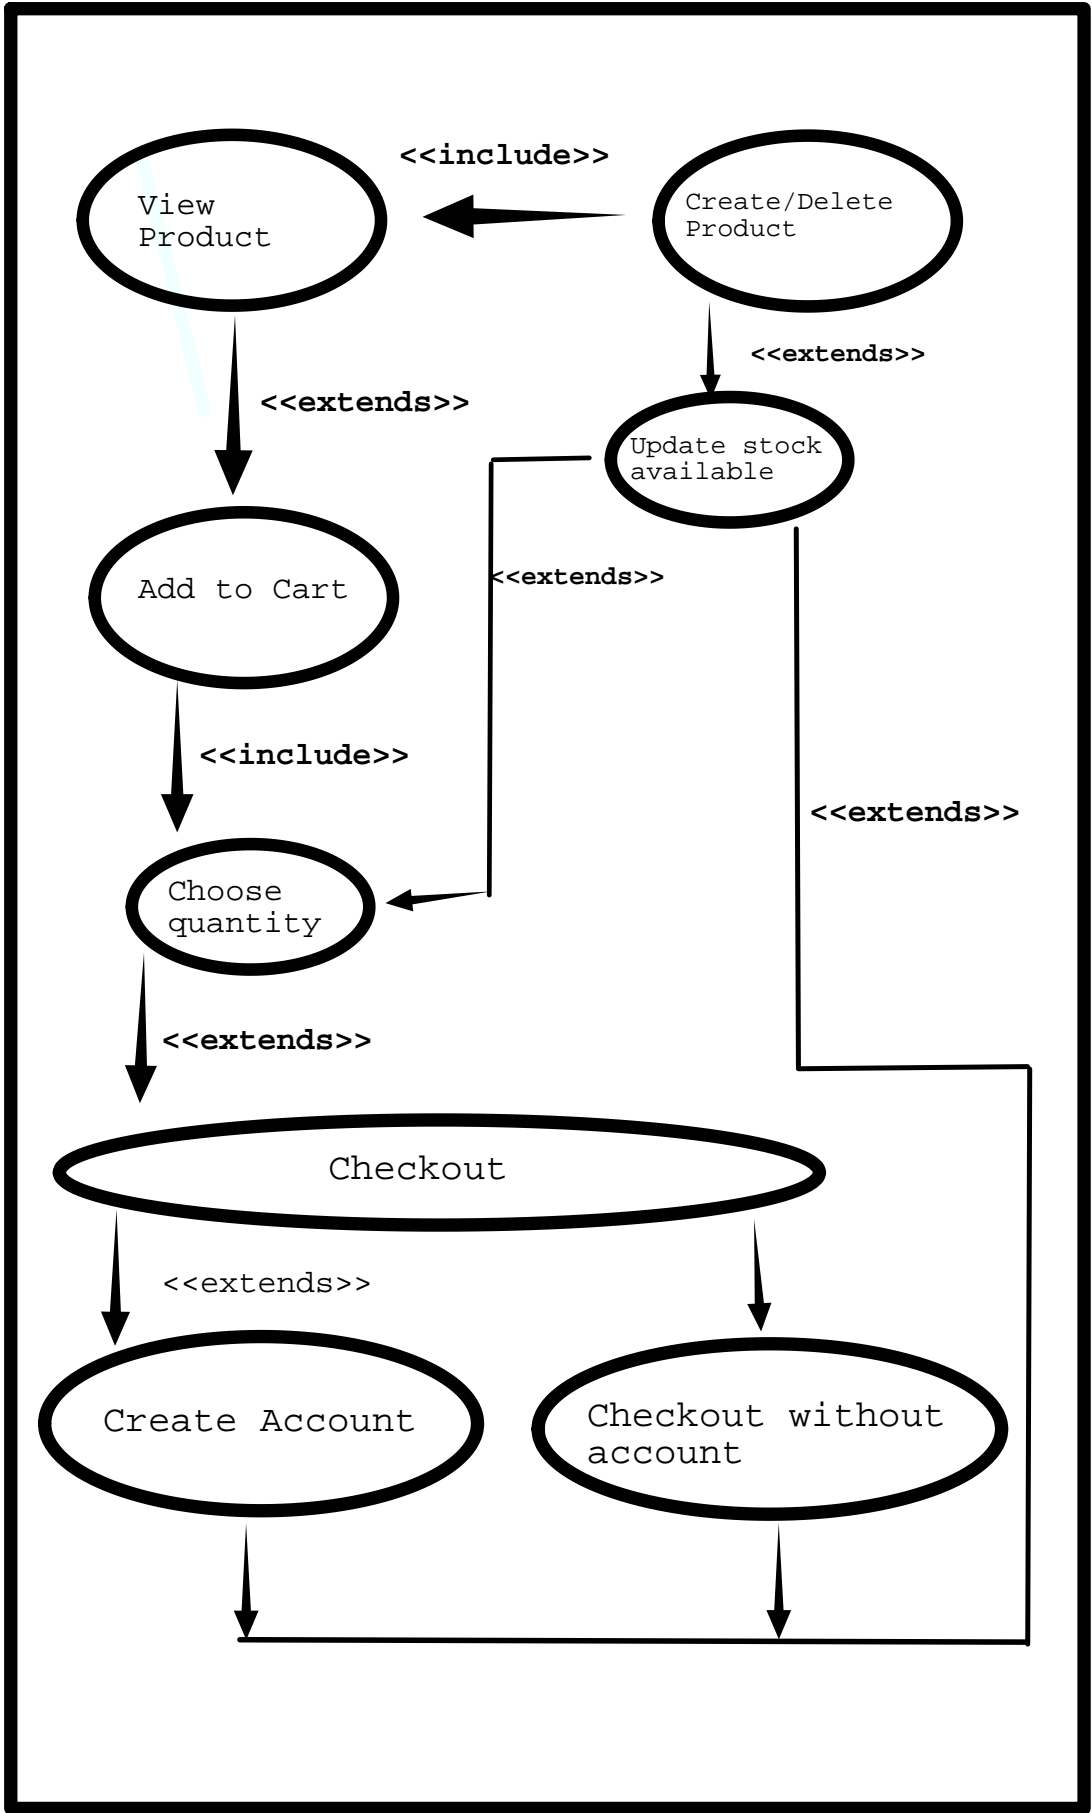 <<include>>
View
Product
Create/Delete
Product
<<extends>>
<<extends>>
Update stock
available
<<extends>>
Add to Cart
<<include>>
<<extends>>
Choose
quantity
<<extends>>
Checkout
<<extends>>
Create Account
Checkout without
account